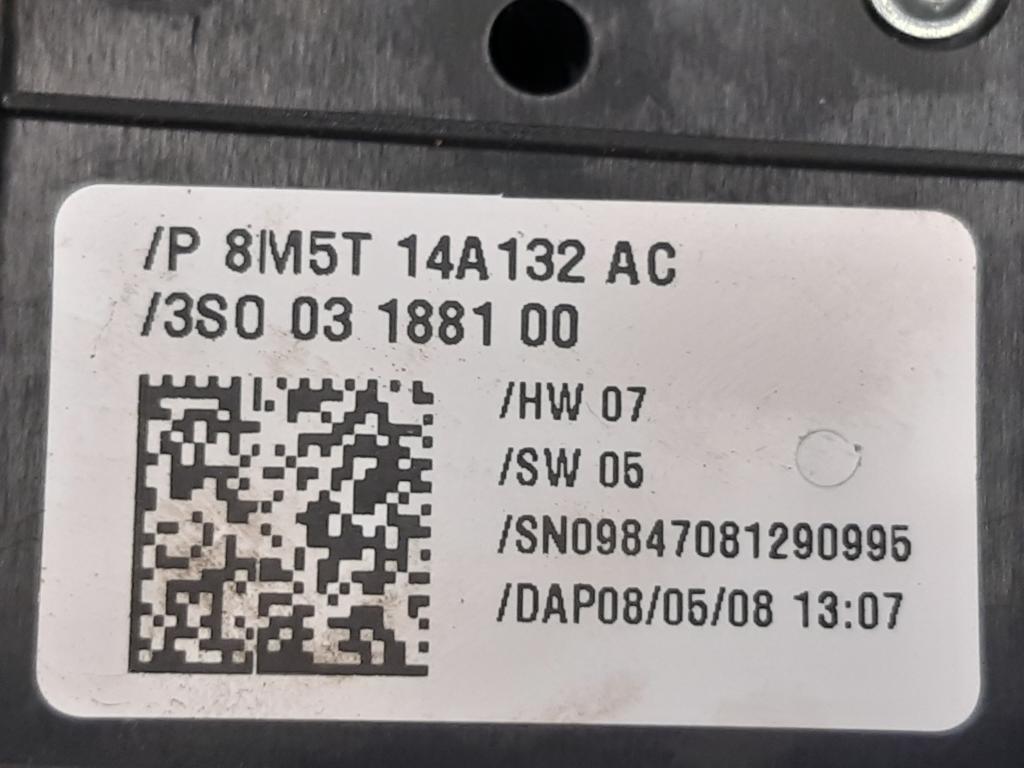 /P 8M5T 14A132 AC
/3S0 03 1881 00
/HW 07
/SW 05
/SN09847081290995
/DAP08/05/08 13:07